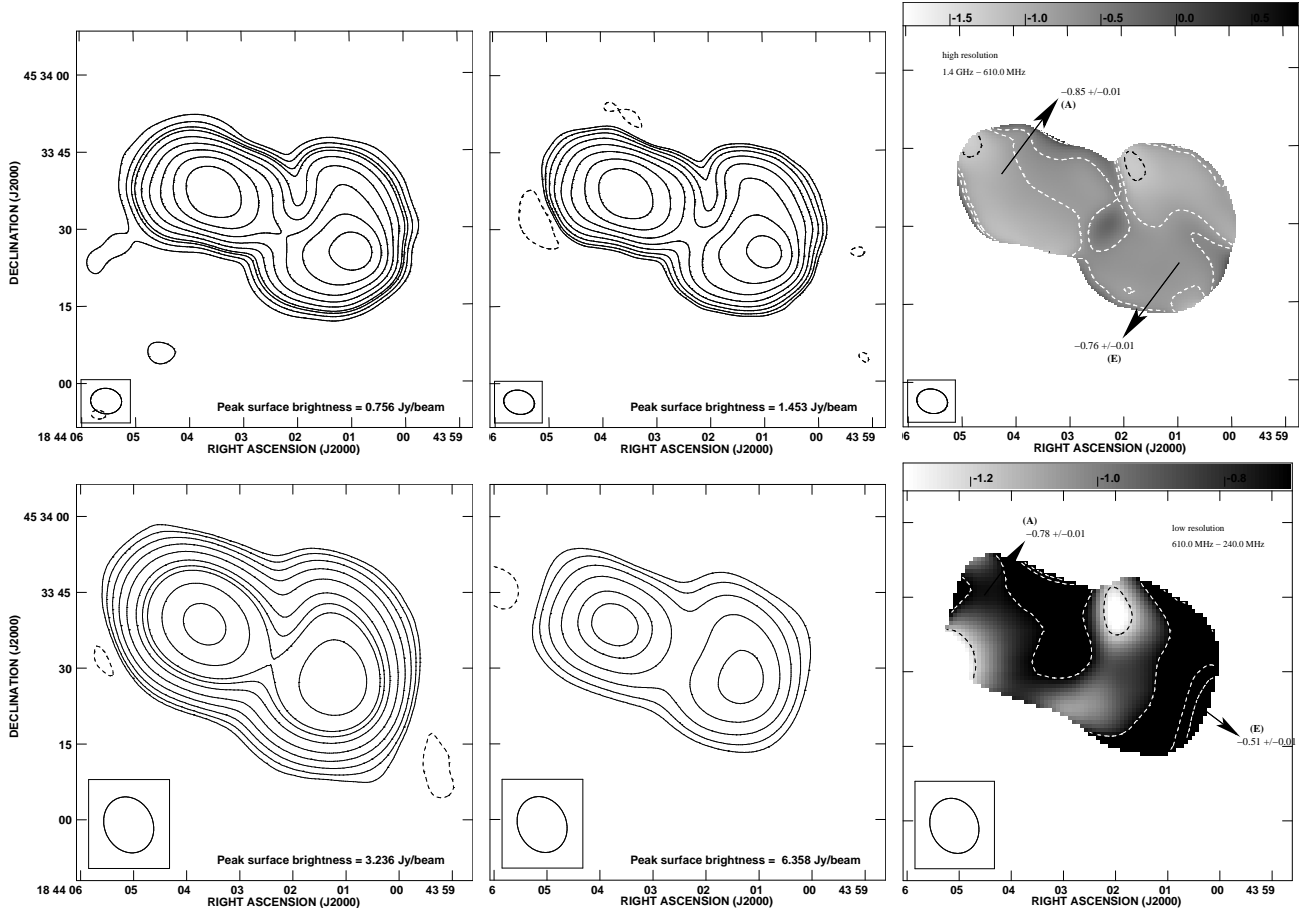 -1.5 -1.0 -0.5 0.0 0.5
45 34 00
33 45
30
15
00
DECLINATION (J2000)
Peak surface brightness = 0.756 Jy/beam
18 44 06 05 04 03 02 01 00 43 59
RIGHT ASCENSION (J2000)
Peak surface brightness = 1.453 Jy/beam
6 05 04 03 02 01 00 43 59
RIGHT ASCENSION (J2000)
high resolution
1.4 GHz − 610.0 MHz
−0.85 +/−0.01
(A)
−0.76 +/−0.01
(E)
6 05 04 03 02 01 00 43 59
RIGHT ASCENSION (J2000)
-1.2 -1.0 -0.8
45 34 00
33 45
30
15
00
DECLINATION (J2000)
Peak surface brightness = 3.236 Jy/beam
18 44 06 05 04 03 02 01 00 43 59
RIGHT ASCENSION (J2000)
Peak surface brightness = 6.358 Jy/beam
6 05 04 03 02 01 00 43 59
RIGHT ASCENSION (J2000)
(A)
−0.78 +/−0.01
low resolution
610.0 MHz − 240.0 MHz
(E)
−0.51 +/−0.01
6 05 04 03 02 01 00 43 59
RIGHT ASCENSION (J2000)